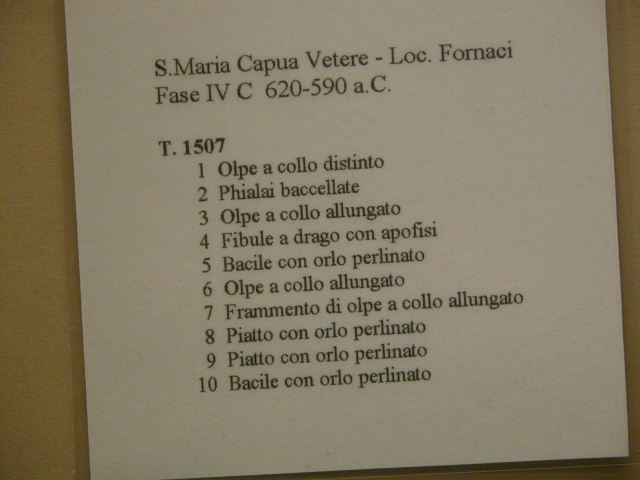 S.Maria Capua Vetere - Loc. Fornaci
Fase IV C 620-590 a.C.
T. 1507
1 Olpe a collo distinto
2 Phialai baccellate
3 Olpe a collo allungato
4 Fibule a drago con apofisi
5 Bacile con orlo perlinato
6 Olpe a collo allungato
7 Frammento di olpe a collo allungato
8 Piatto con orlo perlinato
9 Piatto con orlo perlinato
10 Bacile con orlo perlinato